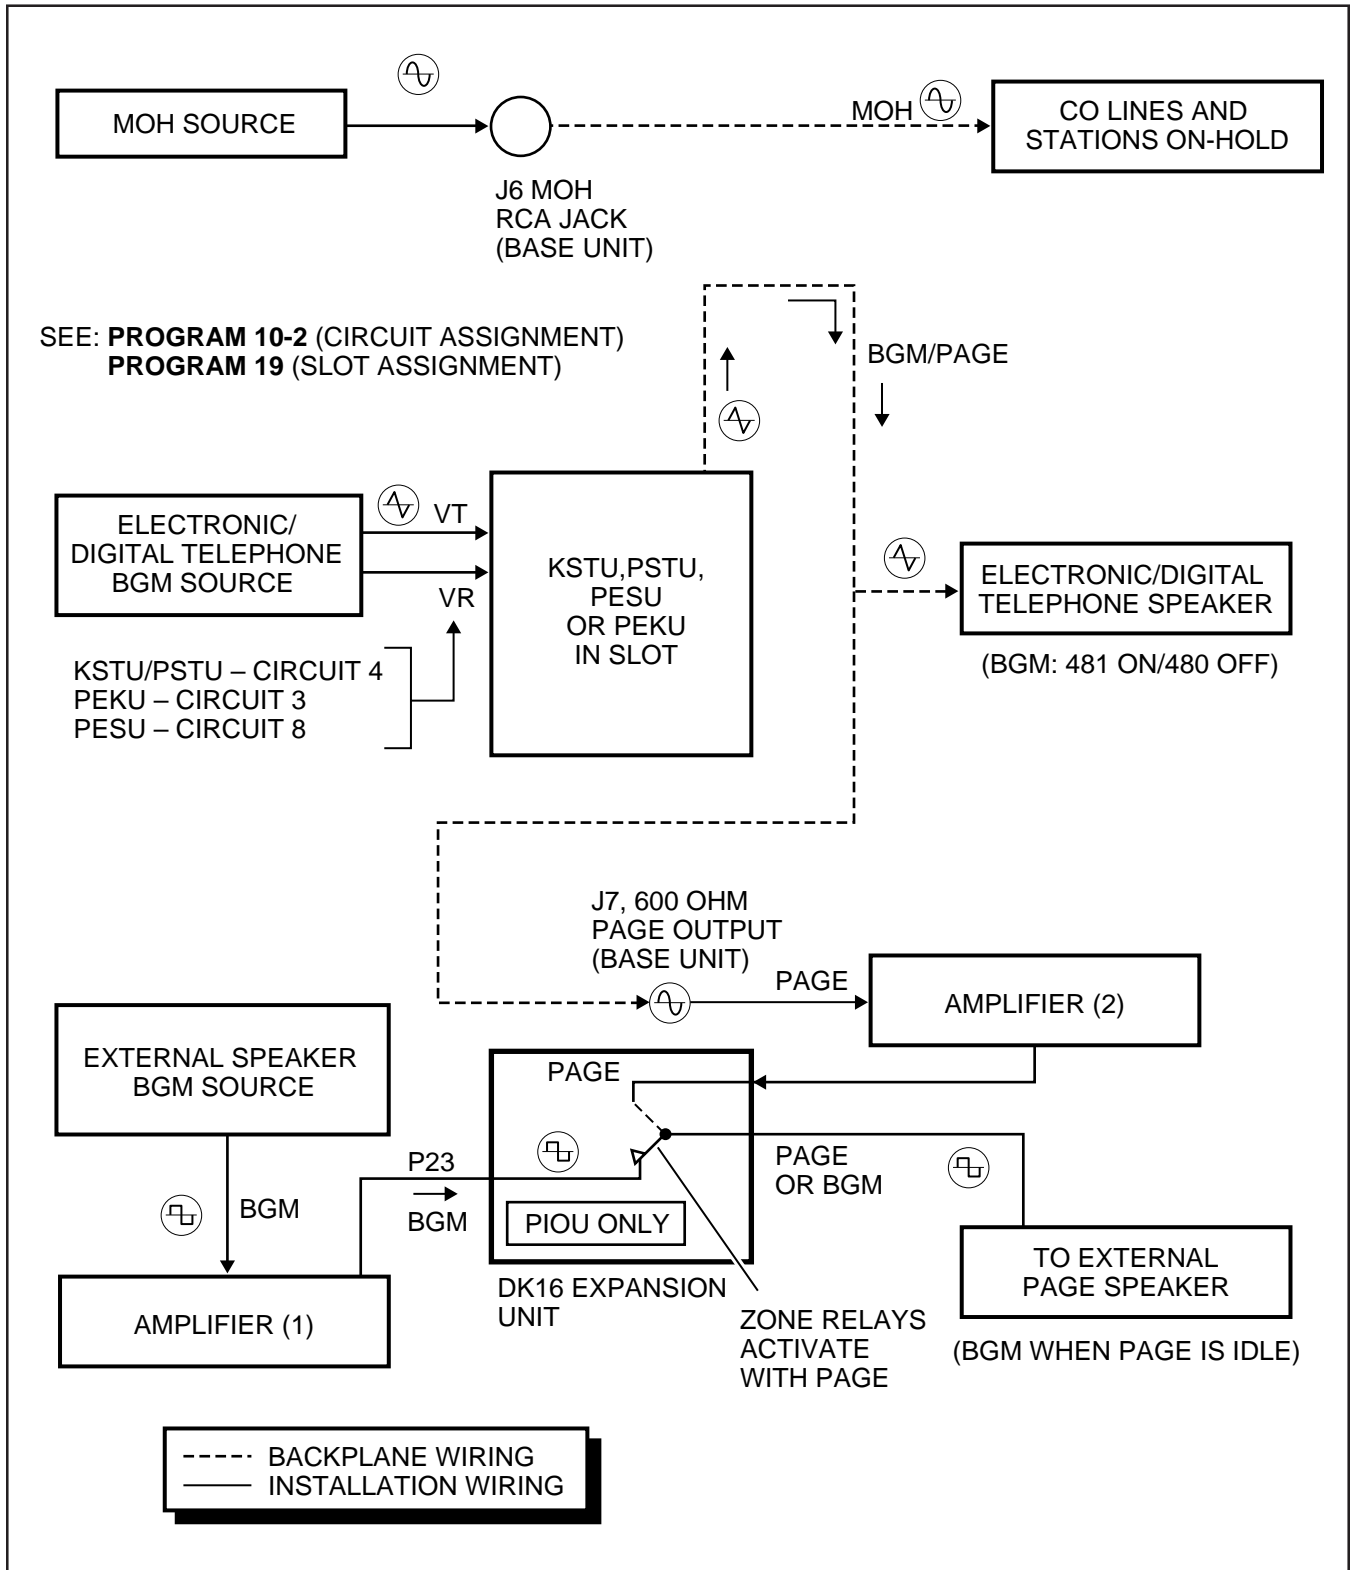 MOH SOURCE
MOH
CO LINES AND
STATIONS ON-HOLD
J6 MOH
RCA JACK
(BASE UNIT)
SEE: PROGRAM 10-2 (CIRCUIT ASSIGNMENT)
PROGRAM 19 (SLOT ASSIGNMENT)
BGM/PAGE
ELECTRONIC/
DIGITAL TELEPHONE
BGM SOURCE
VT
VR
KSTU,PSTU,
PESU
OR PEKU
IN SLOT
ELECTRONIC/DIGITAL
TELEPHONE SPEAKER
(BGM: 481 ON/480 OFF)
KSTU/PSTU – CIRCUIT 4
PEKU – CIRCUIT 3
PESU – CIRCUIT 8
J7, 600 OHM
PAGE OUTPUT
(BASE UNIT)
PAGE
AMPLIFIER (2)
EXTERNAL SPEAKER
BGM SOURCE
PAGE
P23
BGM
BGM
PIOU ONLY
PAGE
OR BGM
DK16 EXPANSION
UNIT
TO EXTERNAL
PAGE SPEAKER
AMPLIFIER (1)
ZONE RELAYS
ACTIVATE
WITH PAGE
(BGM WHEN PAGE IS IDLE)
BACKPLANE WIRING
INSTALLATION WIRING